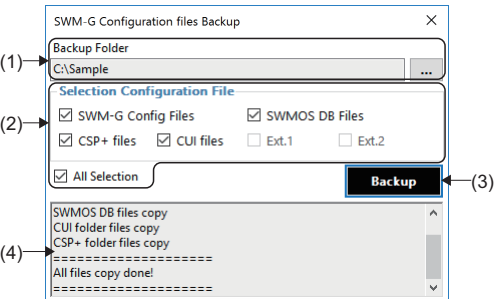 SWM-G Configuration files Backup
Backup Folder
(1)
C:\Sample
...
Selection Configuration File
SWM-G Config Files SWMOS DB Files
(2)
CSP+ files CUI files Ext.1 Ext.2
All Selection
Backup
(3)
SWMOS DB files copy
CUI folder files copy
CSP+ folder files copy
(4)
=====================
All files copy done!
=====================